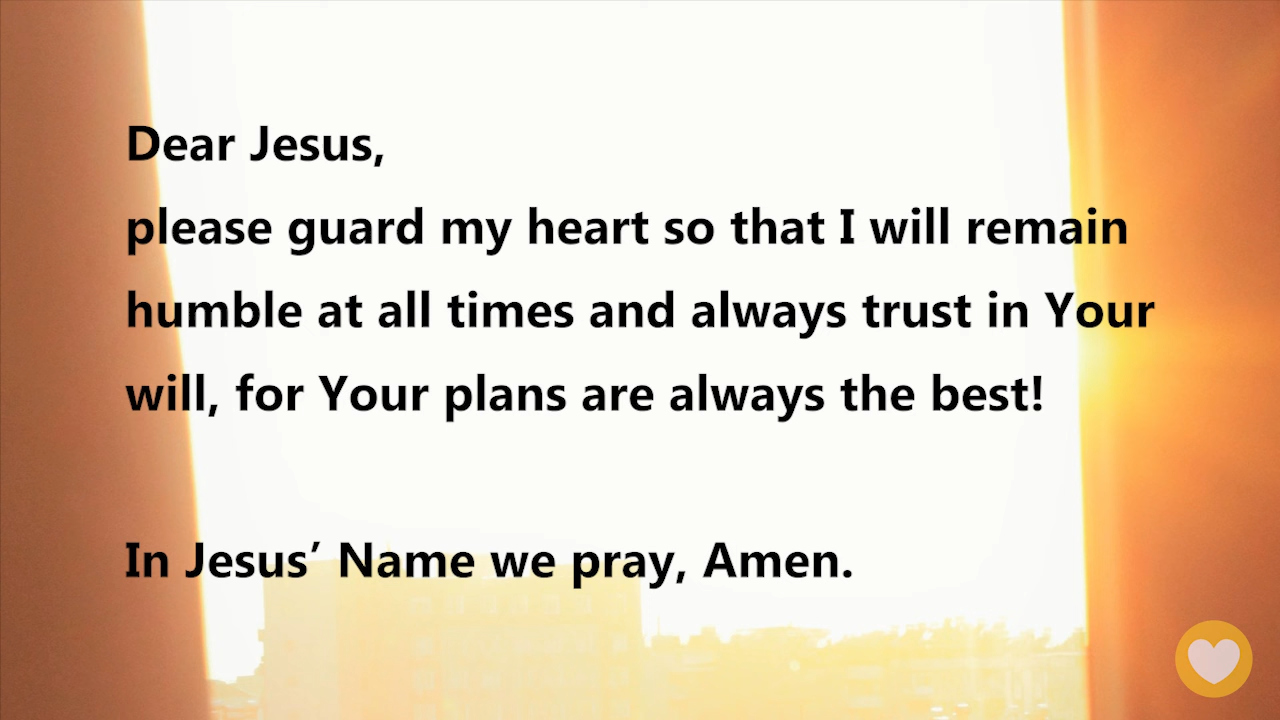 Dear Jesus,
please guard my heart so that I will remain
humble at all times and always trust in Your
will, for Your plans are always the best!
In Jesus’ Name we pray, Amen.